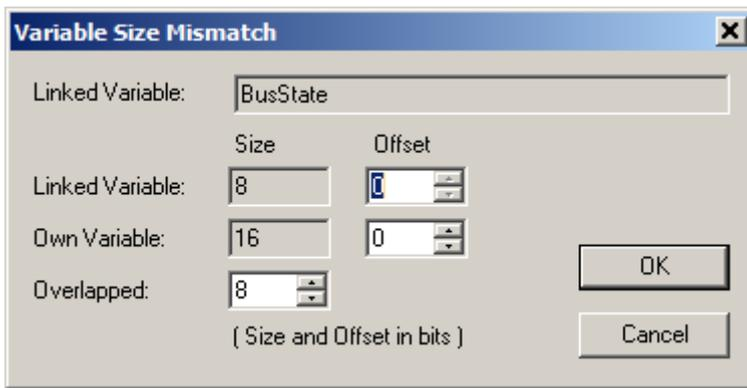 Variable Size Mismatch
Linked Variable: BusState
Size Offset
Linked Variable: 8 0
Own Variable: 16 0
OK
Overlapped: 8
( Size and Offset in bits )
Cancel